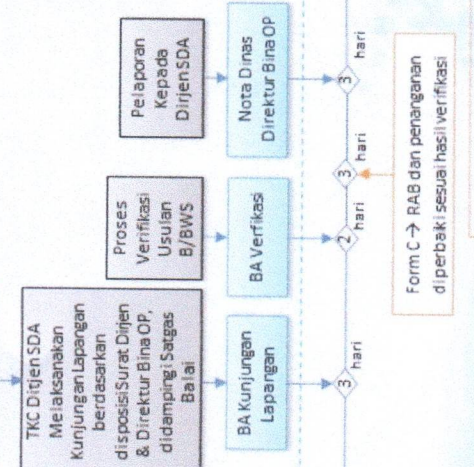 TKC Ditjen SDA
Melaksanakan
Kunjungan Lapangan
berdasarkan
disposisi Surat Dirjen
& Direktur Bina OP,
didampingi Satgas
Balai
BA Kunjungan
Lapangan
3
hari
Proses
Verifikasi
Usulan
B/BWS
BA Verfikasi
2
hari
3
hari
Pelaporan
Kepada
Dirjen SDA
Nota Dinas
Direktur Bina OP
3
hari
Form C → RAB dan penanganan
diperbaiki sesuai hasil verifikasi